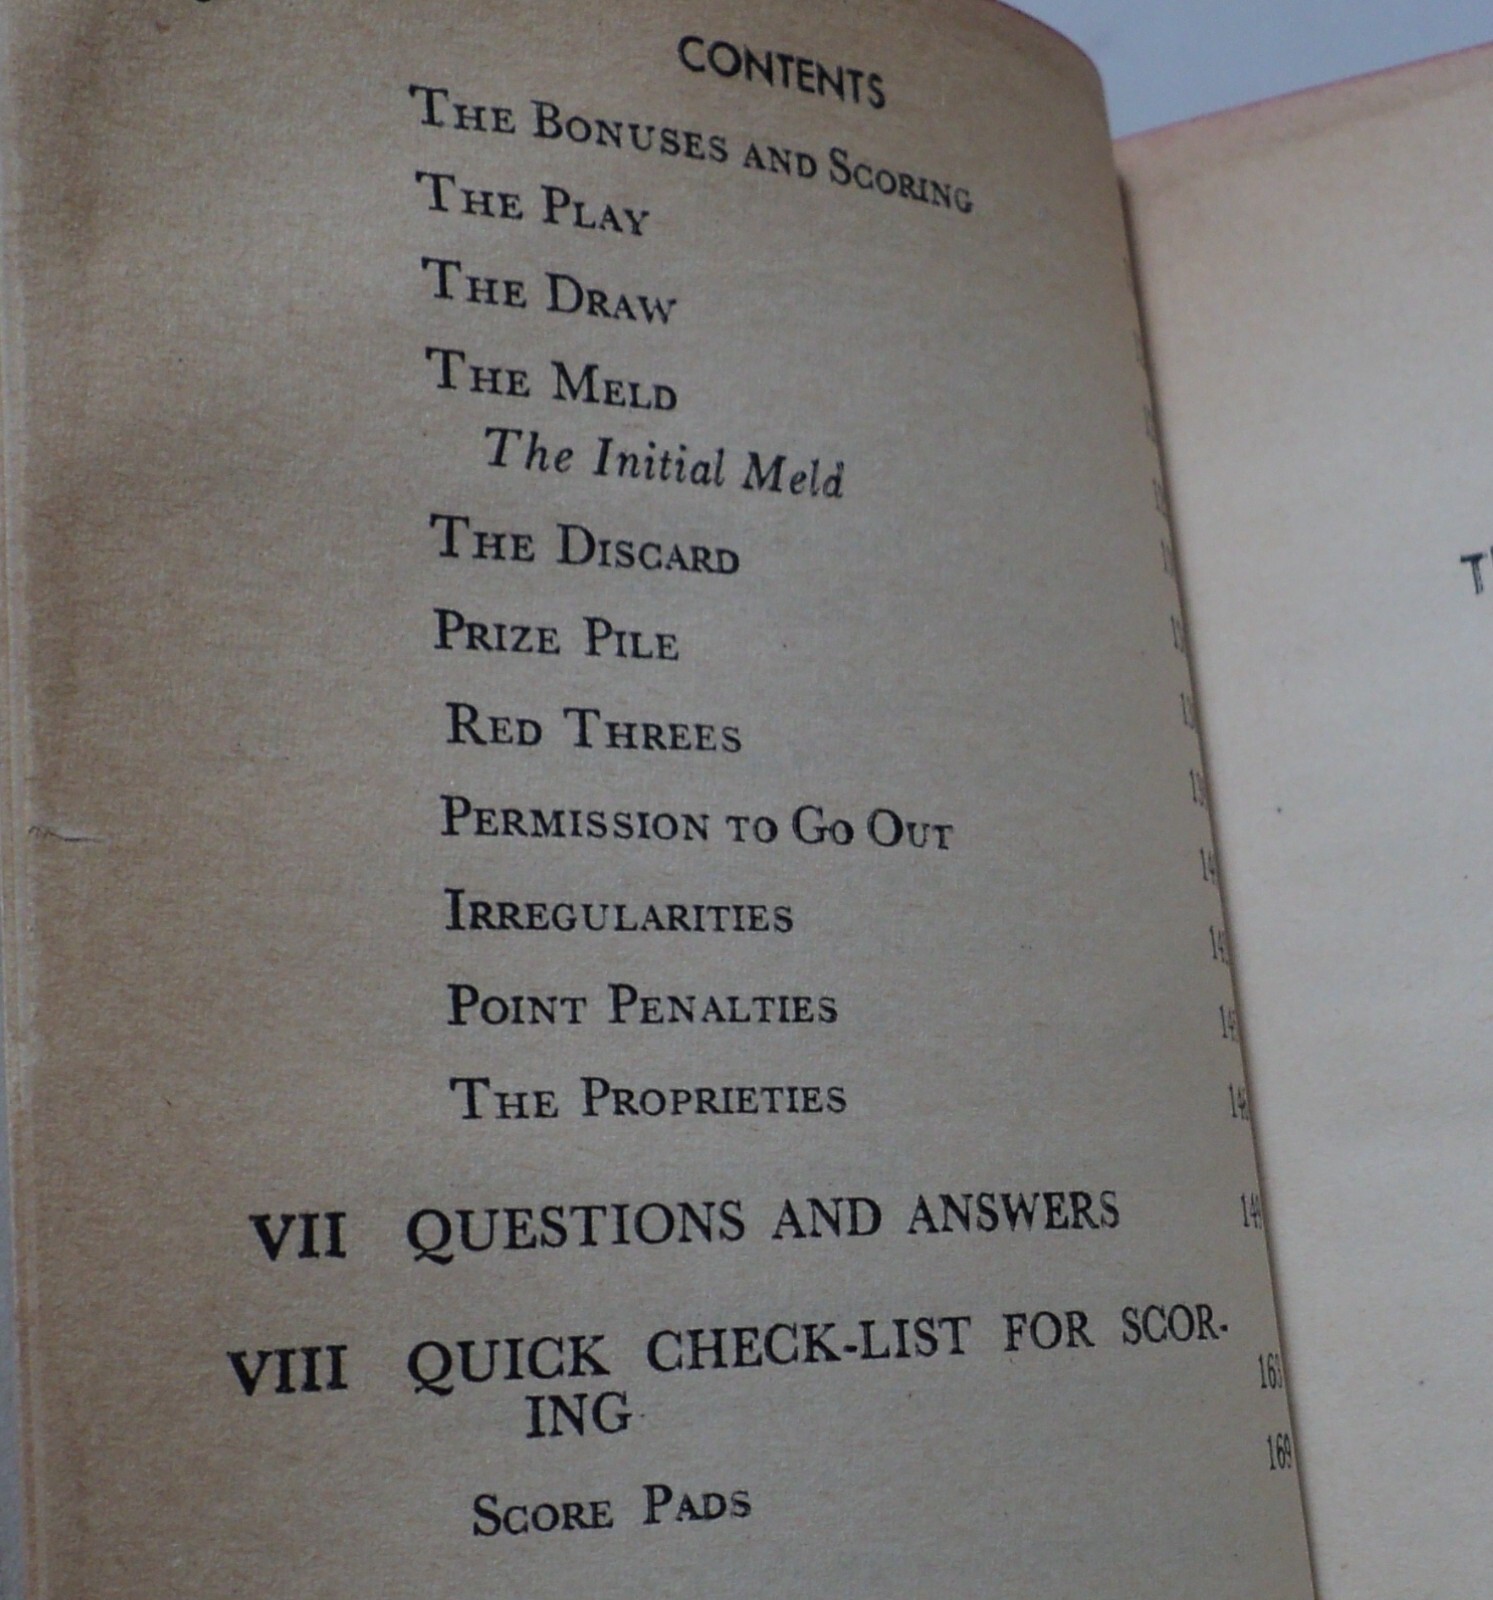 CONTENTS
THE BONUSES AND SCORING
THE PLAY
THE DRAW
THE MELD
The Initial Meld
THE DISCARD
PRIZE PILE
RED THREES
PERMISSION TO GO OUT
IRREGULARITIES
POINT PENALTIES
THE PROPRIETIES
VII QUESTIONS AND ANSWERS
VIII QUICK CHECK-LIST FOR SCOR-
ING 163
SCORE PADS 169